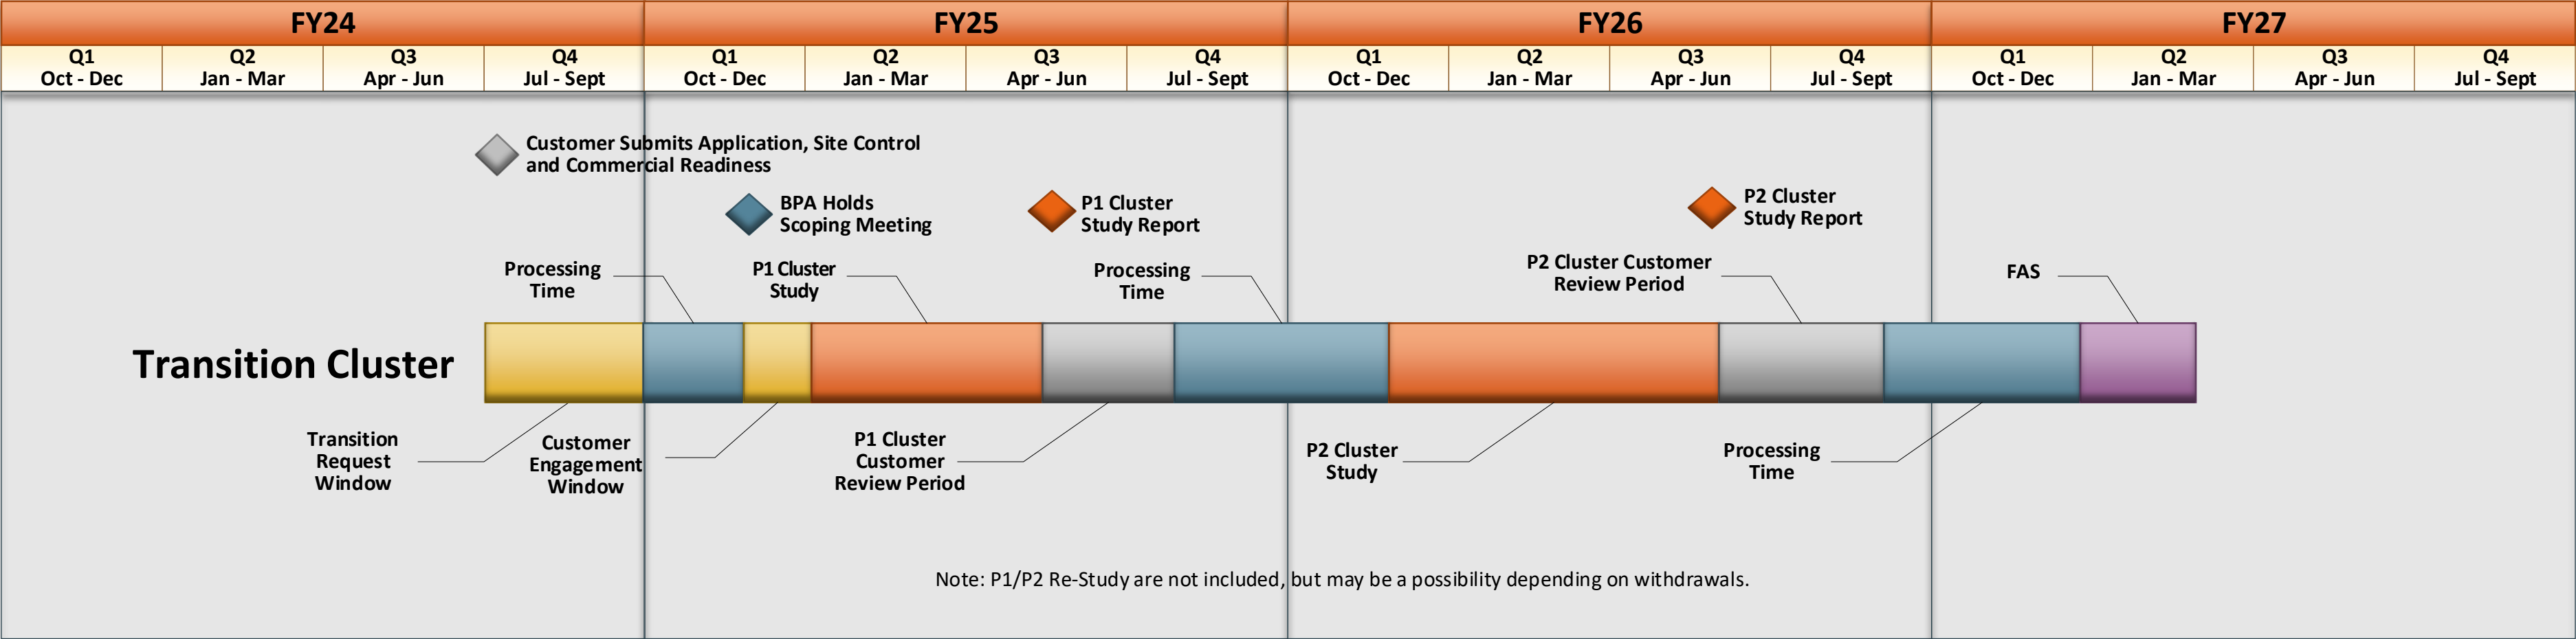 FY24
FY25
FY26
FY27
Q1
Oct - Dec
Q2
Jan - Mar
Q3
Apr - Jun
Q4
Jul - Sept
Q1
Oct - Dec
Q2
Jan - Mar
Q3
Apr - Jun
Q4
Jul - Sept
Q1
Oct - Dec
Q2
Jan - Mar
Q3
Apr - Jun
Q4
Jul - Sept
Q1
Oct - Dec
Q2
Jan - Mar
Q3
Apr - Jun
Q4
Jul - Sept
Customer Submits Application, Site Control
and Commercial Readiness
BPA Holds
Scoping Meeting
P1 Cluster
Study Report
P2 Cluster
Study Report
Processing
Time
P1 Cluster
Study
Processing
Time
P2 Cluster Customer
Review Period
FAS
Transition Cluster
Transition
Request
Window
Customer
Engagement
Window
P1 Cluster
Customer
Review Period
P2 Cluster
Study
Processing
Time
Note: P1/P2 Re-Study are not included, but may be a possibility depending on withdrawals.